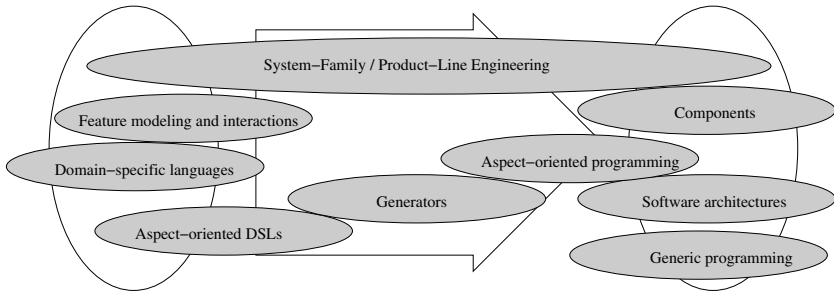 System−Family / Product−Line Engineering
Feature modeling and interactions
Components
Domain−specific languages
Aspect−oriented programming
Generators
Software architectures
Aspect−oriented DSLs
Generic programming